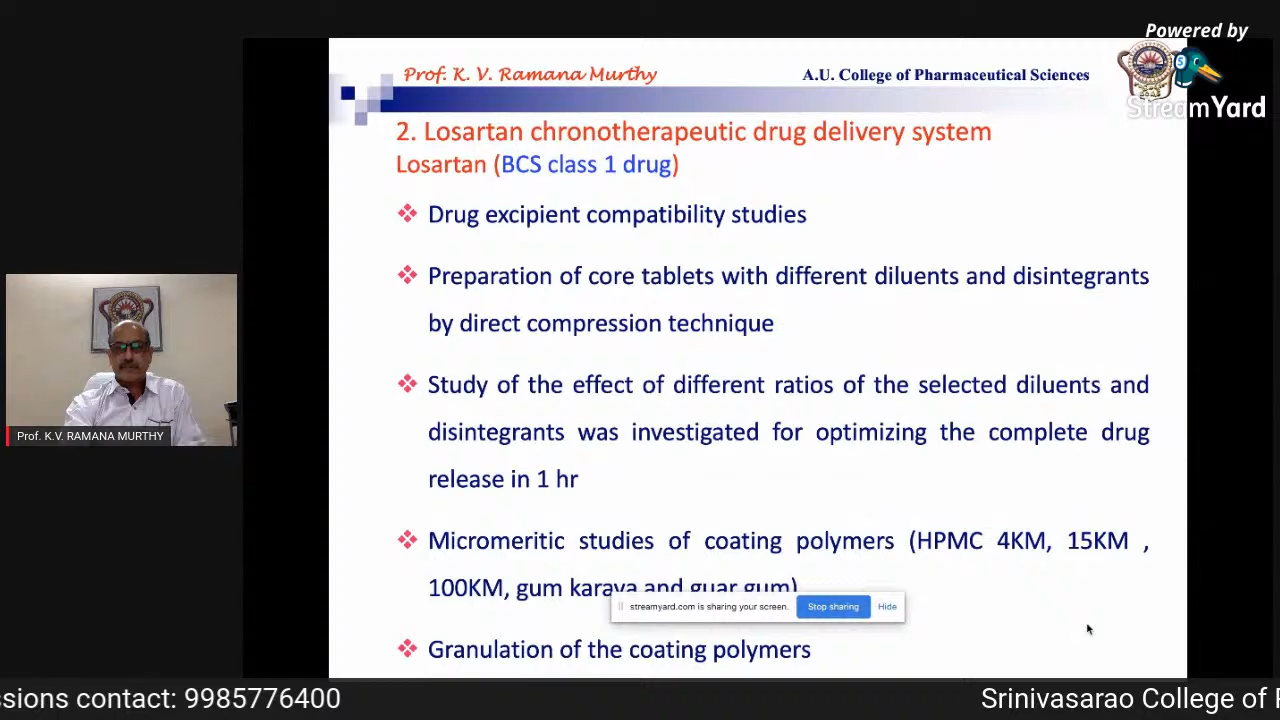 Powered by
StreamYard
Prof. K. V. Ramana Murthy
A.U. College of Pharmaceutical Sciences
2. Losartan chronotherapeutic drug delivery system
Losartan (BCS class 1 drug)
Drug excipient compatibility studies
Preparation of core tablets with different diluents and disintegrants
by direct compression technique
Study of the effect of different ratios of the selected diluents and
disintegrants was investigated for optimizing the complete drug
release in 1 hr
Micromeritic studies of coating polymers (HPMC 4KM, 15KM ,
100KM, gum karaya and guar gum)
streamyard.com is sharing your screen. Stop sharing Hide
Granulation of the coating polymers
Prof. K.V. RAMANA MURTHY
ssions contact: 9985776400
Srinivasarao College of